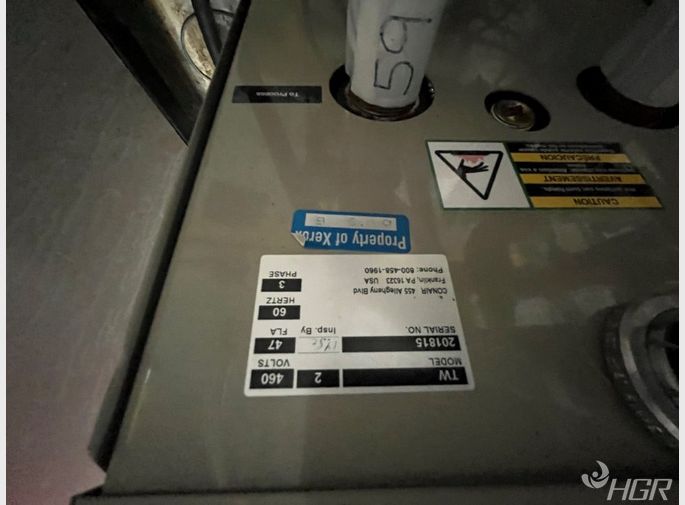 59
To Process
CAUTION
AVERTISSEMENT
PRÉCAUCIÓN
Property of Xerox
MODEL TW 2 460 VOLTS
SERIAL NO. 201815 Insp. By 47 FLA
CONAIR 455 Allegheny Blvd 60 HERTZ
Franklin, PA 16323 USA
Phone: 800-458-1960 3 PHASE
HGR